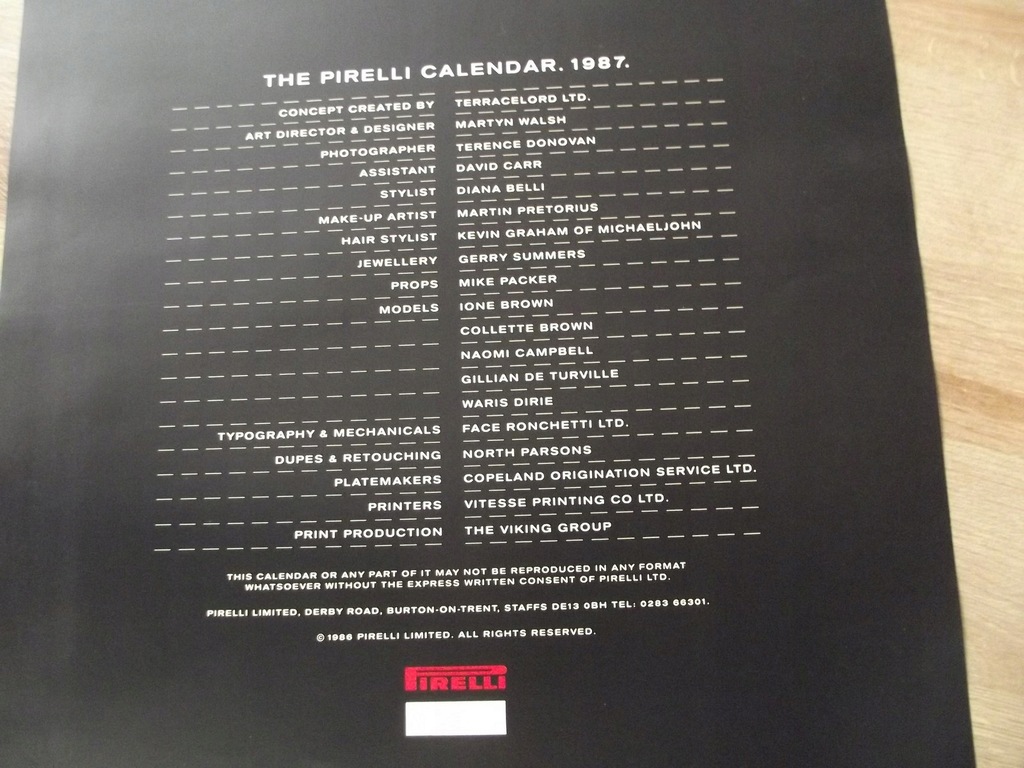 THE PIRELLI CALENDAR. 1987.
CONCEPT CREATED BY TERRACELORD LTD.
ART DIRECTOR & DESIGNER MARTYN WALSH
PHOTOGRAPHER TERENCE DONOVAN
ASSISTANT DAVID CARR
STYLIST DIANA BELLI
MAKE-UP ARTIST MARTIN PRETORIUS
HAIR STYLIST KEVIN GRAHAM OF MICHAELJOHN
JEWELLERY GERRY SUMMERS
PROPS MIKE PACKER
MODELS IONE BROWN
COLLETTE BROWN
NAOMI CAMPBELL
GILLIAN DE TURVILLE
WARIS DIRIE
TYPOGRAPHY & MECHANICALS FACE RONCHETTI LTD.
DUPES & RETOUCHING NORTH PARSONS
PLATEMAKERS COPELAND ORIGINATION SERVICE LTD.
PRINTERS VITESSE PRINTING CO LTD.
PRINT PRODUCTION THE VIKING GROUP
THIS CALENDAR OR ANY PART OF IT MAY NOT BE REPRODUCED IN ANY FORMAT
WHATSOEVER WITHOUT THE EXPRESS WRITTEN CONSENT OF PIRELLI LTD.
PIRELLI LIMITED, DERBY ROAD, BURTON-ON-TRENT, STAFFS DE13 0BH TEL: 0283 66301.
© 1986 PIRELLI LIMITED. ALL RIGHTS RESERVED.
PIRELLI